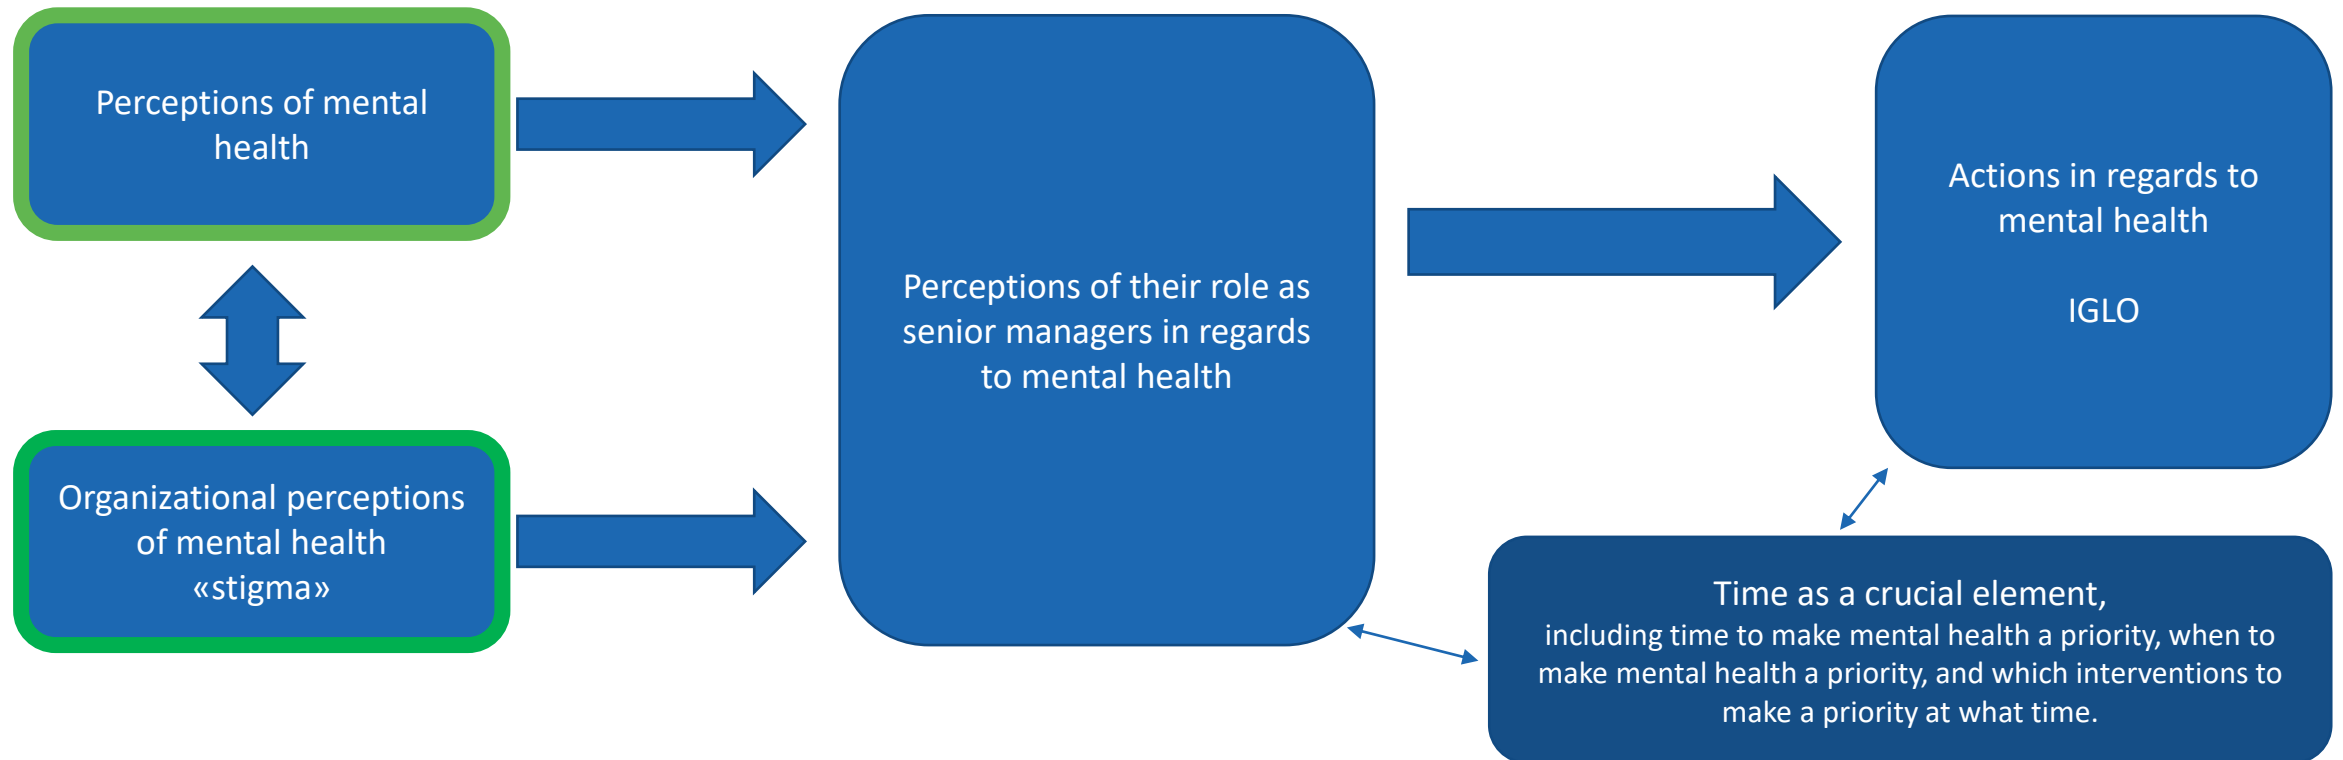 Perceptions of mental
health
Organizational perceptions
of mental health
«stigma»
Perceptions of their role as
senior managers in regards
to mental health
Actions in regards to
mental health
IGLO
Time as a crucial element,
including time to make mental health a priority, when to
make mental health a priority, and which interventions to
make a priority at what time.